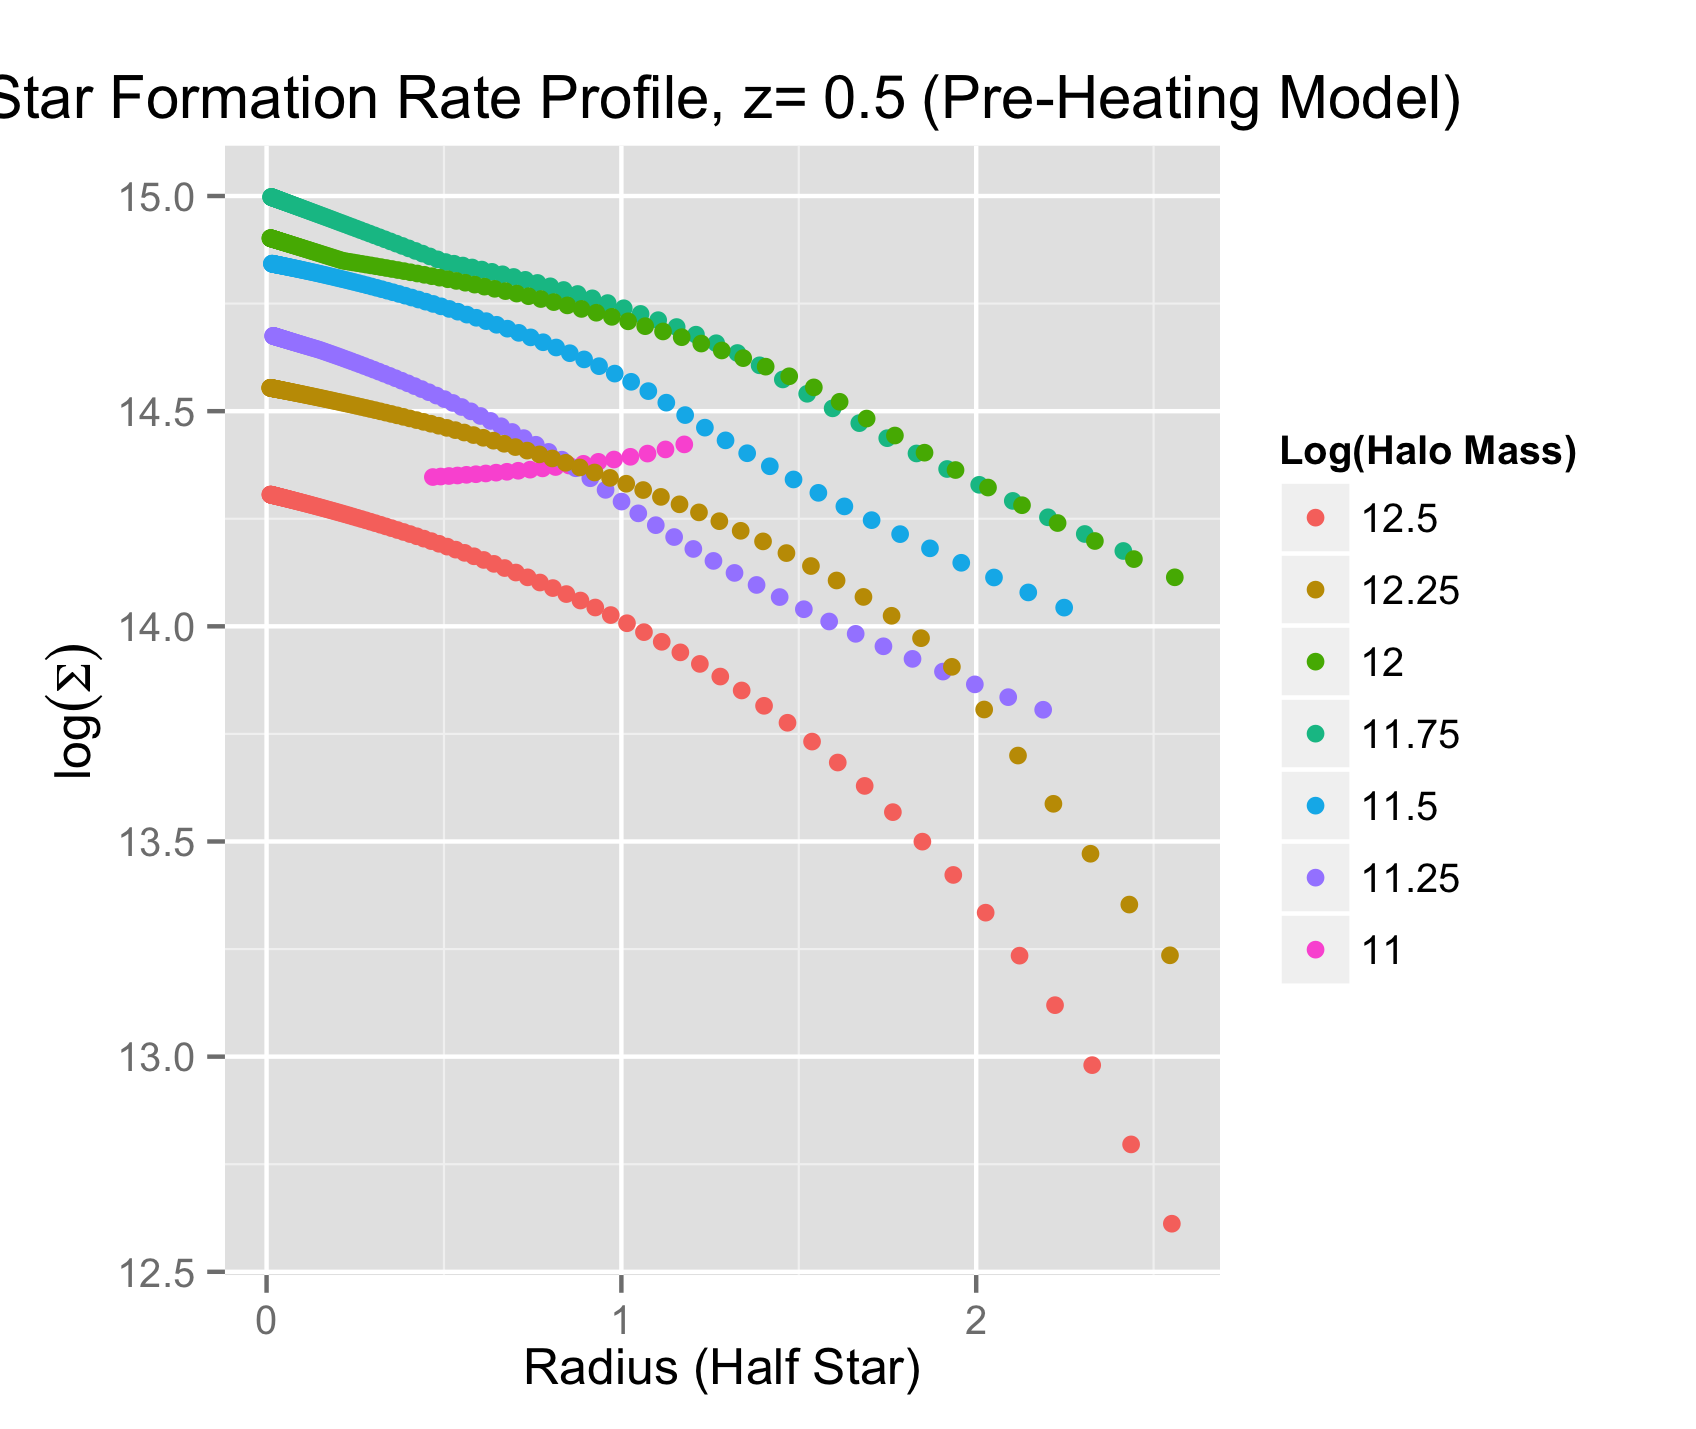 Star Formation Rate Profile, z= 0.5 (Pre-Heating Model)
15.0
14.5
14.0
13.5
13.0
12.5
log(Σ)
0 1 2
Radius (Half Star)
Log(Halo Mass)
12.5
12.25
12
11.75
11.5
11.25
11